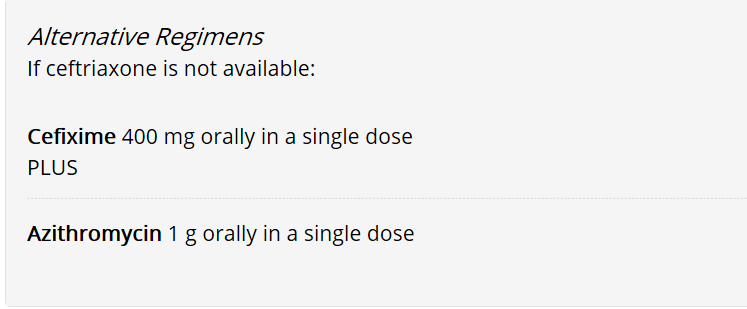 Alternative Regimens
If ceftriaxone is not available:
Cefixime 400 mg orally in a single dose
PLUS
Azithromycin 1 g orally in a single dose